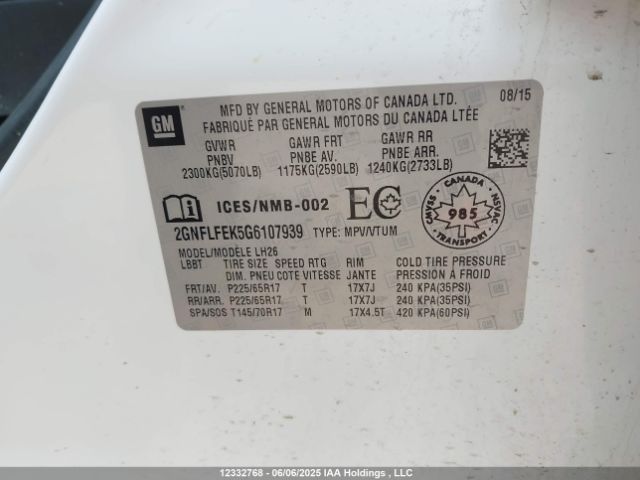 GM
MFD BY GENERAL MOTORS OF CANADA LTD. 08/15
FABRIQUÉ PAR GENERAL MOTORS DU CANADA LTÉE
GVWR GAWR FRT GAWR RR
PNBV PNBE AV. PNBE ARR.
2300KG(5070LB) 1175KG(2590LB) 1240KG(2733LB)
ICES/NMB-002 EC
CANADA
CMVSS 985 NSVAC
TRANSPORT
2GNFLFEK5G6107939 TYPE: MPV/VTUM
MODEL/MODÈLE LH26
LBBT TIRE SIZE SPEED RTG RIM COLD TIRE PRESSURE
DIM. PNEU COTE VITESSE JANTE PRESSION À FROID
FRT/AV. P225/65R17 T 17X7J 240 KPA(35PSI)
RR/ARR. P225/65R17 T 17X7J 240 KPA(35PSI)
SPA/SOS T145/70R17 M 17X4.5T 420 KPA(60PSI)
12332768 - 06/06/2025 IAA Holdings , LLC